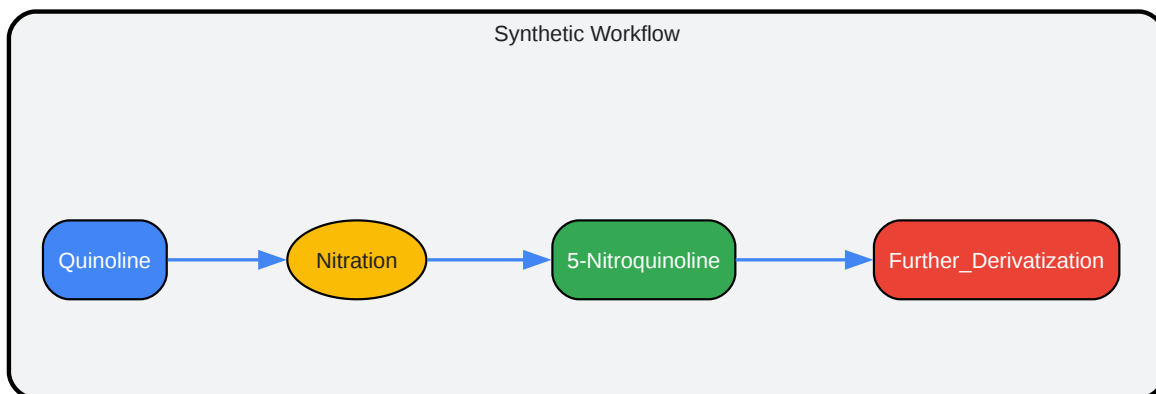 Synthetic Workflow
Quinoline
Nitration
5-Nitroquinoline
Further_Derivatization